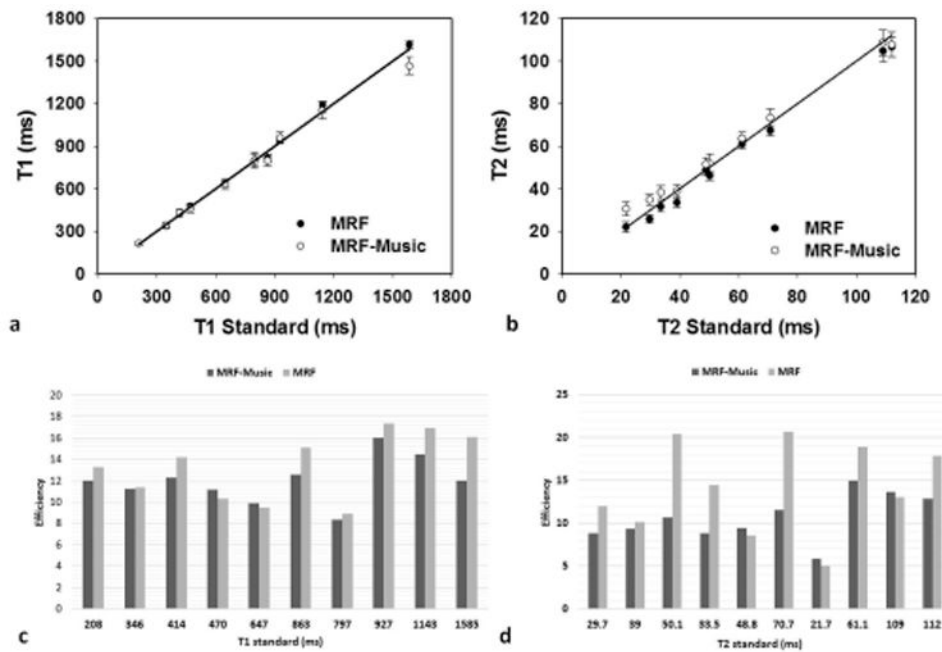 1800
1500
1200
900
600
300
0
T1 (ms)
MRF
MRF-Music
0 300 600 900 1200 1500 1800
T1 Standard (ms)
a
120
100
80
60
40
20
0
T2 (ms)
MRF
MRF-Music
0 20 40 60 80 100 120
T2 Standard (ms)
b
MRF-Music MRF
20
18
16
14
12
10
8
6
4
2
0
Efficiency
208 346 414 470 647 863 797 927 1143 1585
T1 standard (ms)
c
MRF-Music MRF
25
20
15
10
5
0
Efficiency
29.7 39 50.1 33.5 48.8 70.7 21.7 61.1 109 112
T2 standard (ms)
d